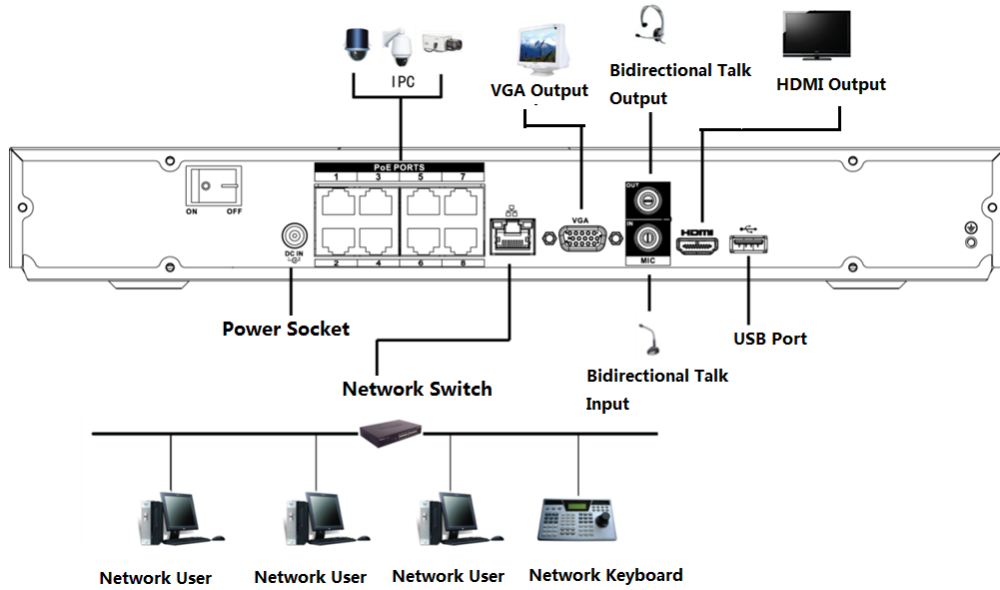 IPC
VGA Output
Bidirectional Talk
Output
HDMI Output
PoE PORTS
1 3 5 7
ON OFF
DC IN
2 4 6 8
VGA
OUT
IN
MIC
HDMI
Power Socket
Network Switch
Bidirectional Talk
Input
USB Port
Network User
Network User
Network User
Network Keyboard